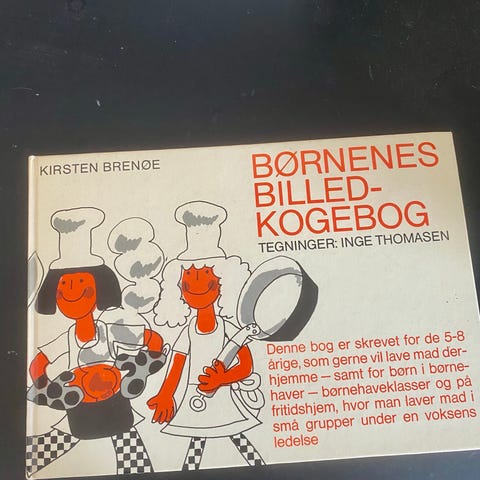 KIRSTEN BRENØE
BØRNENES
BILLED-
KOGEBOG
TEGNINGER: INGE THOMASEN
Denne bog er skrevet for de 5-8
årige, som gerne vil lave mad der-
hjemme – samt for børn i børne-
haver – børnehaveklasser og på
fritidshjem, hvor man laver mad i
små grupper under en voksens
ledelse